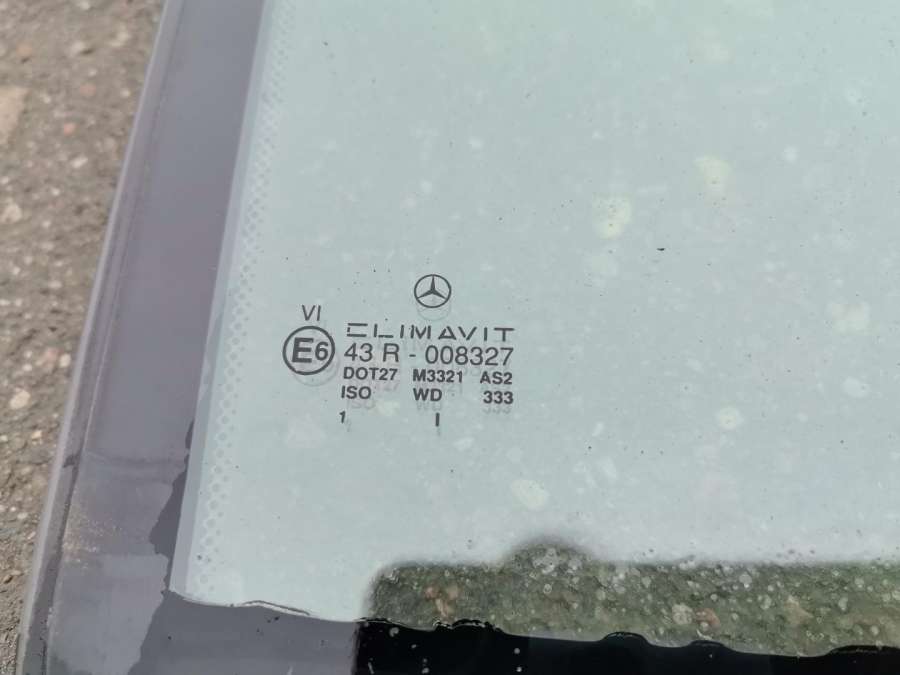 VI
CLIMAVIT
E6 43 R - 008327
DOT27 M3321 AS2
ISO WD 333
1 I